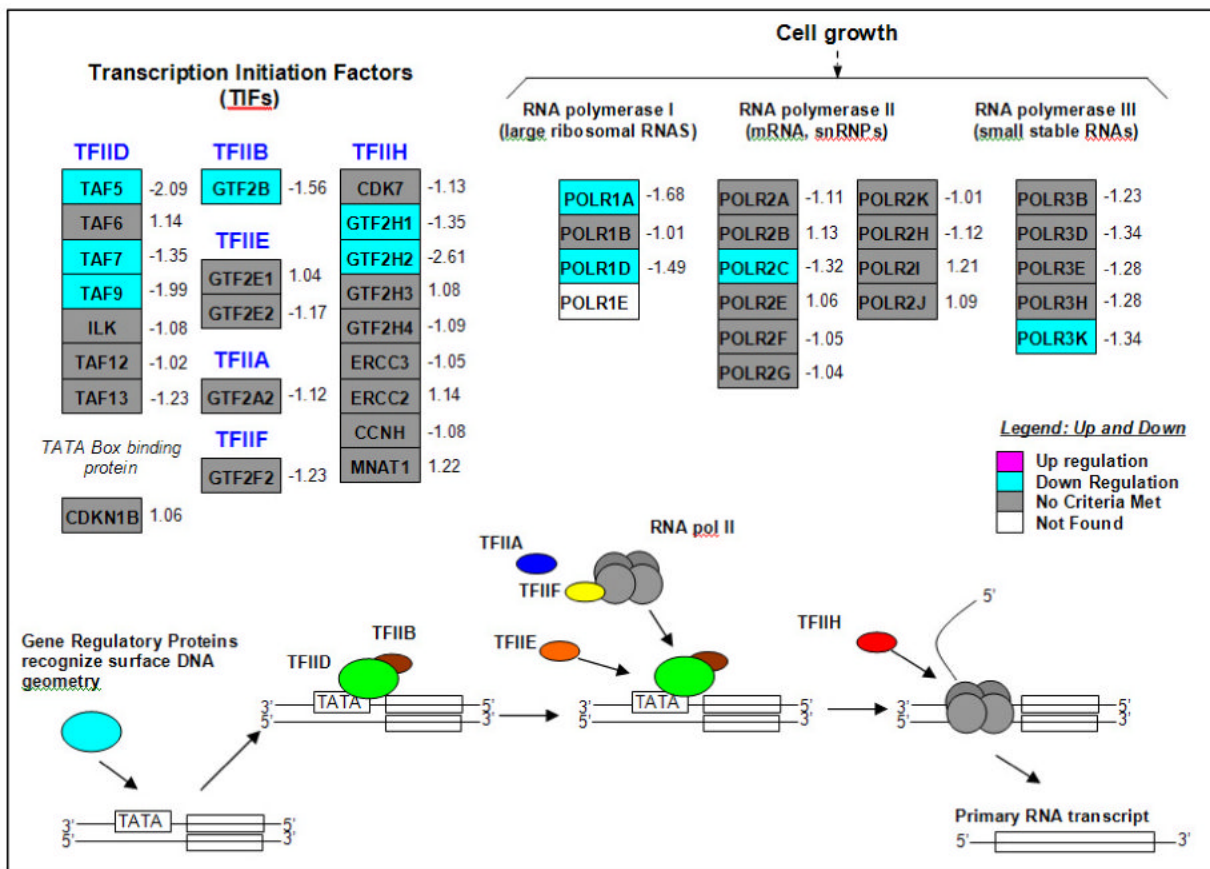 Cell growth
Transcription Initiation Factors
(TIFs)
RNA polymerase I
(large ribosomal RNAS)
RNA polymerase II
(mRNA, snRNPs)
RNA polymerase III
(small stable RNAs)
TFIID
TAF5 -2.09
TAF6 1.14
TAF7 -1.35
TAF9 -1.99
ILK -1.08
TAF12 -1.02
TAF13 -1.23
TATA Box binding
protein
CDKN1B 1.06
TFIIB
GTF2B -1.56
TFIIE
GTF2E1 1.04
GTF2E2 -1.17
TFIIA
GTF2A2 -1.12
TFIIF
GTF2F2 -1.23
TFIIH
CDK7 -1.13
GTF2H1 -1.35
GTF2H2 -2.61
GTF2H3 1.08
GTF2H4 -1.09
ERCC3 -1.05
ERCC2 1.14
CCNH -1.08
MNAT1 1.22
POLR1A -1.68
POLR1B -1.01
POLR1D -1.49
POLR1E
POLR2A -1.11
POLR2B 1.13
POLR2C -1.32
POLR2E 1.06
POLR2F -1.05
POLR2G -1.04
POLR2K -1.01
POLR2H -1.12
POLR2I 1.21
POLR2J 1.09
POLR3B -1.23
POLR3D -1.34
POLR3E -1.28
POLR3H -1.28
POLR3K -1.34
Legend: Up and Down
Up regulation
Down Regulation
No Criteria Met
Not Found
Gene Regulatory Proteins
recognize surface DNA
geometry
3' TATA 5'
5' 3'
TFIID
TFIIB
3' TATA 5'
5' 3'
TFIIA
TFIIF
RNA pol II
TFIIE
3' TATA 5'
5' 3'
TFIIH
5'
3' 5'
5' 3'
Primary RNA transcript
5' 3'